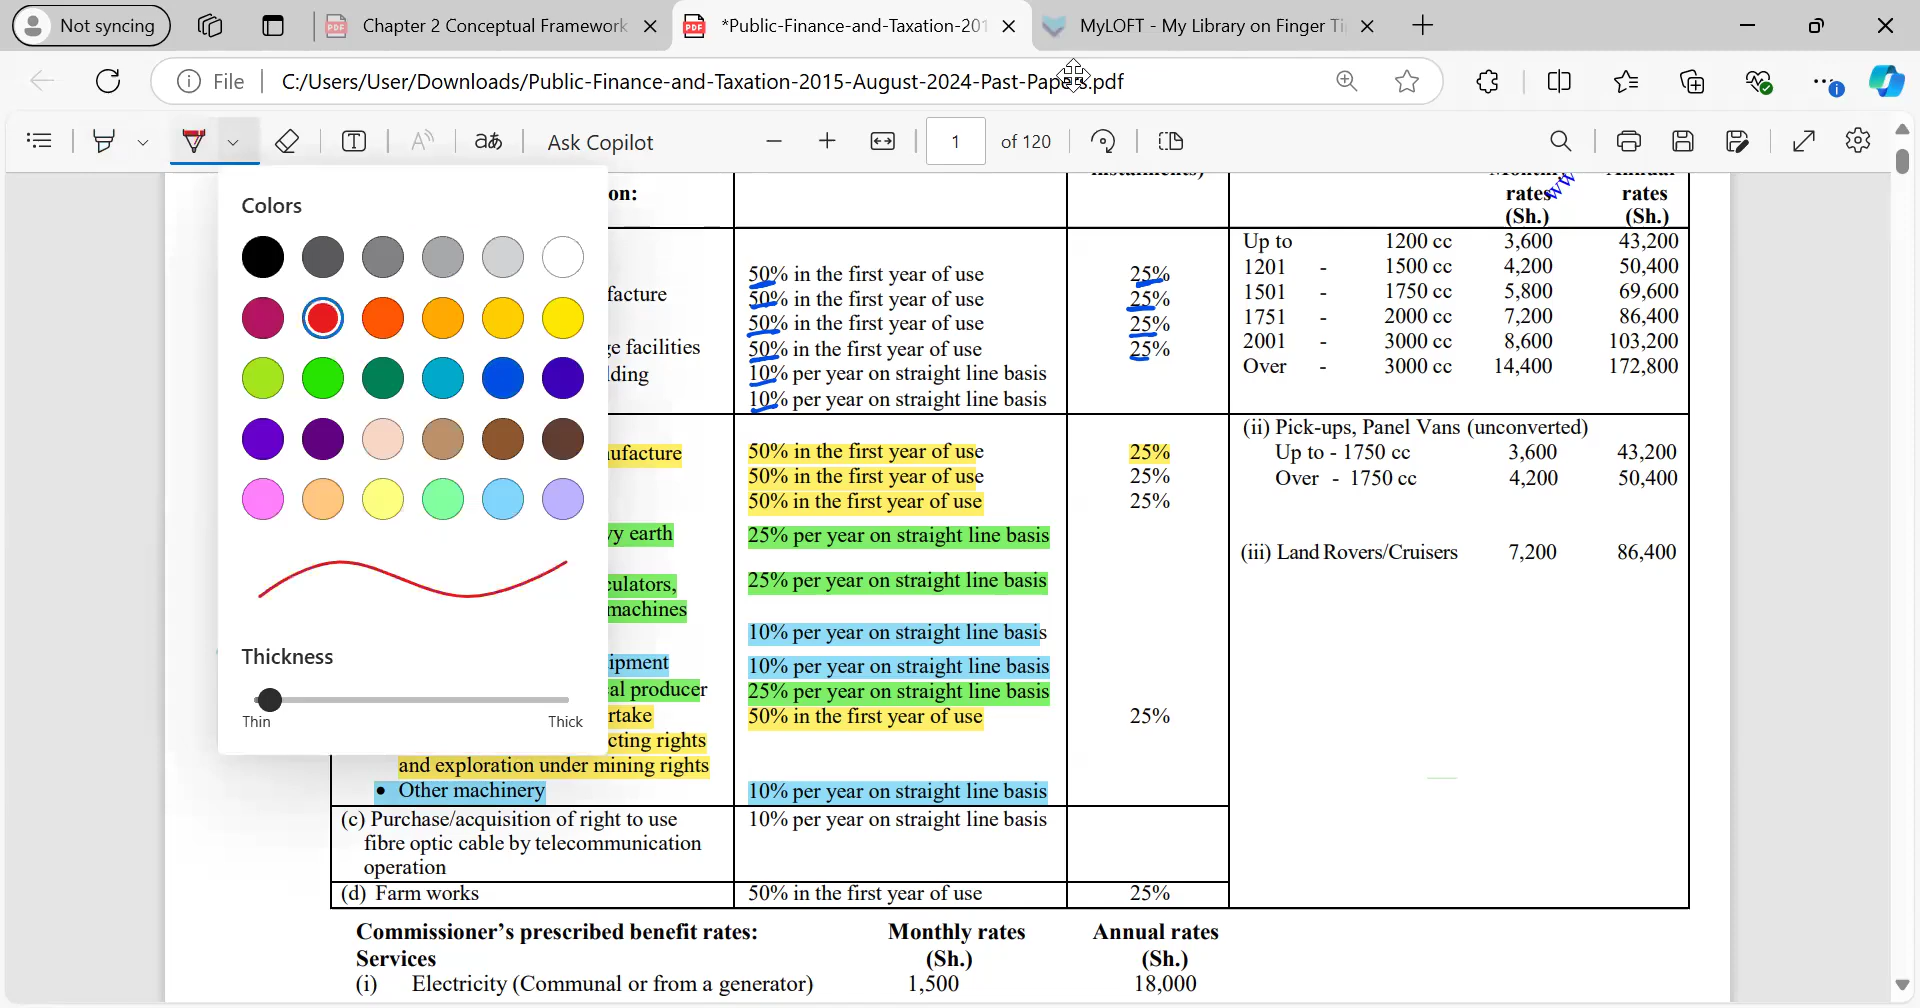 Not syncing
Chapter 2 Conceptual Framework
*Public-Finance-and-Taxation-201
MyLOFT - My Library on Finger Ti
File
C:/Users/User/Downloads/Public-Finance-and-Taxation-2015-August-2024-Past-Papers.pdf
Ask Copilot
1 of 120
Colors
Thickness
Thin Thick
on:
facture
ge facilities
lding
50% in the first year of use 25%
50% in the first year of use 25%
50% in the first year of use 25%
50% in the first year of use 25%
10% per year on straight line basis
10% per year on straight line basis
Monthly
rates
(Sh.)
Annual
rates
(Sh.)
Up to 1200 cc 3,600 43,200
1201 - 1500 cc 4,200 50,400
1501 - 1750 cc 5,800 69,600
1751 - 2000 cc 7,200 86,400
2001 - 3000 cc 8,600 103,200
Over - 3000 cc 14,400 172,800
ufacture 50% in the first year of use 25%
50% in the first year of use 25%
50% in the first year of use 25%
vy earth 25% per year on straight line basis
culators, 25% per year on straight line basis
machines
10% per year on straight line basis
ipment 10% per year on straight line basis
al producer 25% per year on straight line basis
rtake 50% in the first year of use 25%
cting rights
and exploration under mining rights
• Other machinery 10% per year on straight line basis
(ii) Pick-ups, Panel Vans (unconverted)
Up to - 1750 cc 3,600 43,200
Over - 1750 cc 4,200 50,400
(iii) Land Rovers/Cruisers 7,200 86,400
(c) Purchase/acquisition of right to use 10% per year on straight line basis
fibre optic cable by telecommunication
operation
(d) Farm works 50% in the first year of use 25%
Commissioner's prescribed benefit rates: Monthly rates Annual rates
Services (Sh.) (Sh.)
(i) Electricity (Communal or from a generator) 1,500 18,000